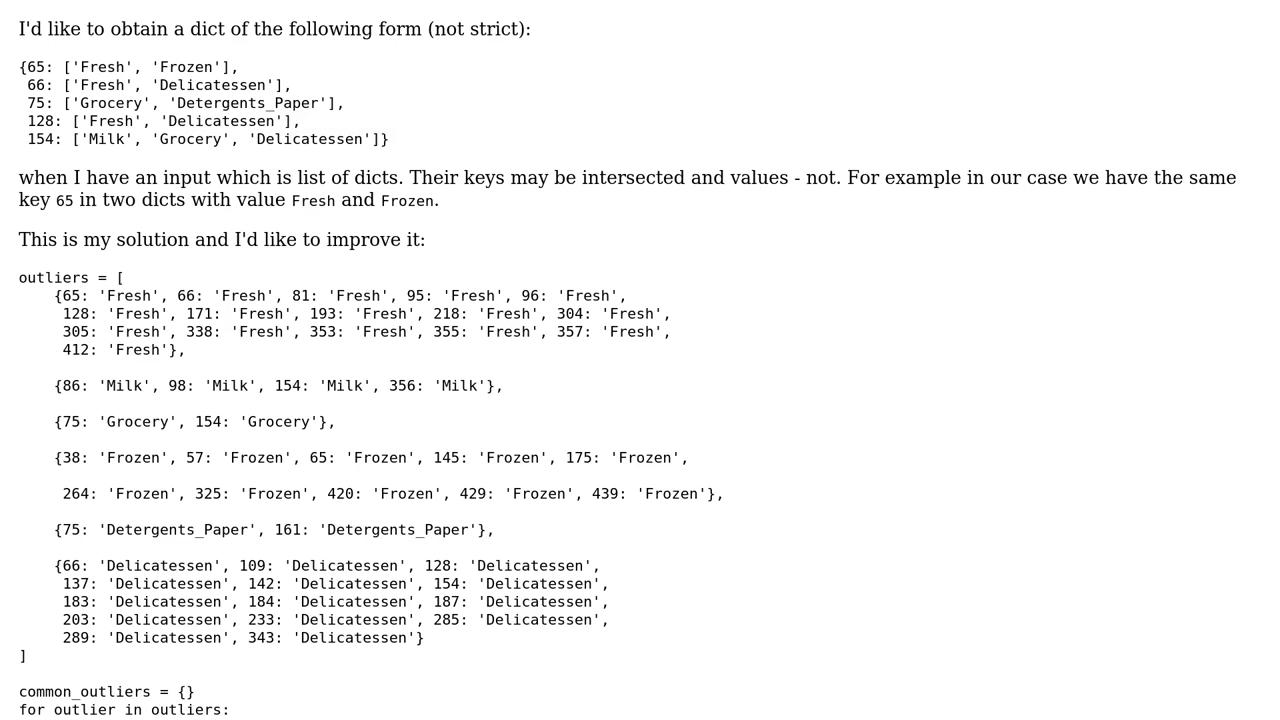 I'd like to obtain a dict of the following form (not strict):
{65: ['Fresh', 'Frozen'],
 66: ['Fresh', 'Delicatessen'],
 75: ['Grocery', 'Detergents_Paper'],
 128: ['Fresh', 'Delicatessen'],
 154: ['Milk', 'Grocery', 'Delicatessen']}
when I have an input which is list of dicts. Their keys may be intersected and values - not. For example in our case we have the same
key 65 in two dicts with value Fresh and Frozen.
This is my solution and I'd like to improve it:
outliers = [
    {65: 'Fresh', 66: 'Fresh', 81: 'Fresh', 95: 'Fresh', 96: 'Fresh',
     128: 'Fresh', 171: 'Fresh', 193: 'Fresh', 218: 'Fresh', 304: 'Fresh',
     305: 'Fresh', 338: 'Fresh', 353: 'Fresh', 355: 'Fresh', 357: 'Fresh',
     412: 'Fresh'},
    {86: 'Milk', 98: 'Milk', 154: 'Milk', 356: 'Milk'},
    {75: 'Grocery', 154: 'Grocery'},
    {38: 'Frozen', 57: 'Frozen', 65: 'Frozen', 145: 'Frozen', 175: 'Frozen',
     264: 'Frozen', 325: 'Frozen', 420: 'Frozen', 429: 'Frozen', 439: 'Frozen'},
    {75: 'Detergents_Paper', 161: 'Detergents_Paper'},
    {66: 'Delicatessen', 109: 'Delicatessen', 128: 'Delicatessen',
     137: 'Delicatessen', 142: 'Delicatessen', 154: 'Delicatessen',
     183: 'Delicatessen', 184: 'Delicatessen', 187: 'Delicatessen',
     203: 'Delicatessen', 233: 'Delicatessen', 285: 'Delicatessen',
     289: 'Delicatessen', 343: 'Delicatessen'}
]
common_outliers = {}
for outlier in outliers: